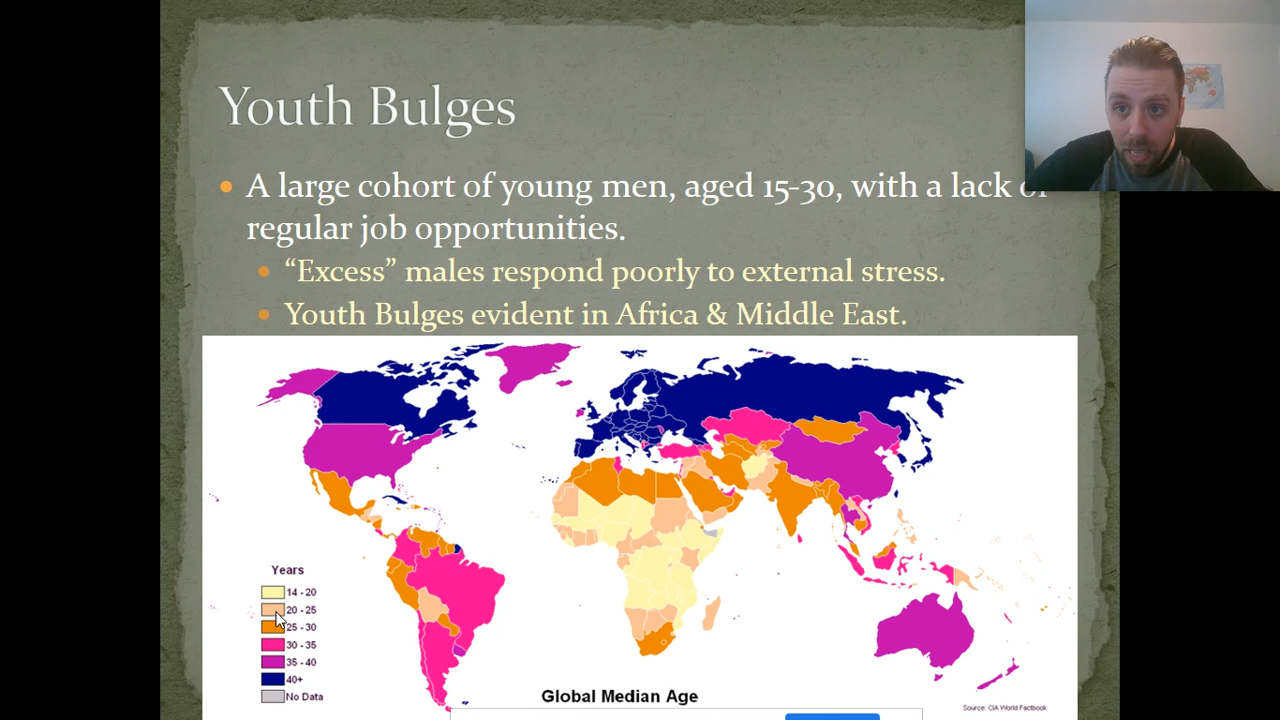 Youth Bulges
A large cohort of young men, aged 15-30, with a lack of
regular job opportunities.
“Excess” males respond poorly to external stress.
Youth Bulges evident in Africa & Middle East.
Years
14 - 20
20 - 25
25 - 30
30 - 35
35 - 40
40+
No Data
Global Median Age
Source: CIA World Factbook